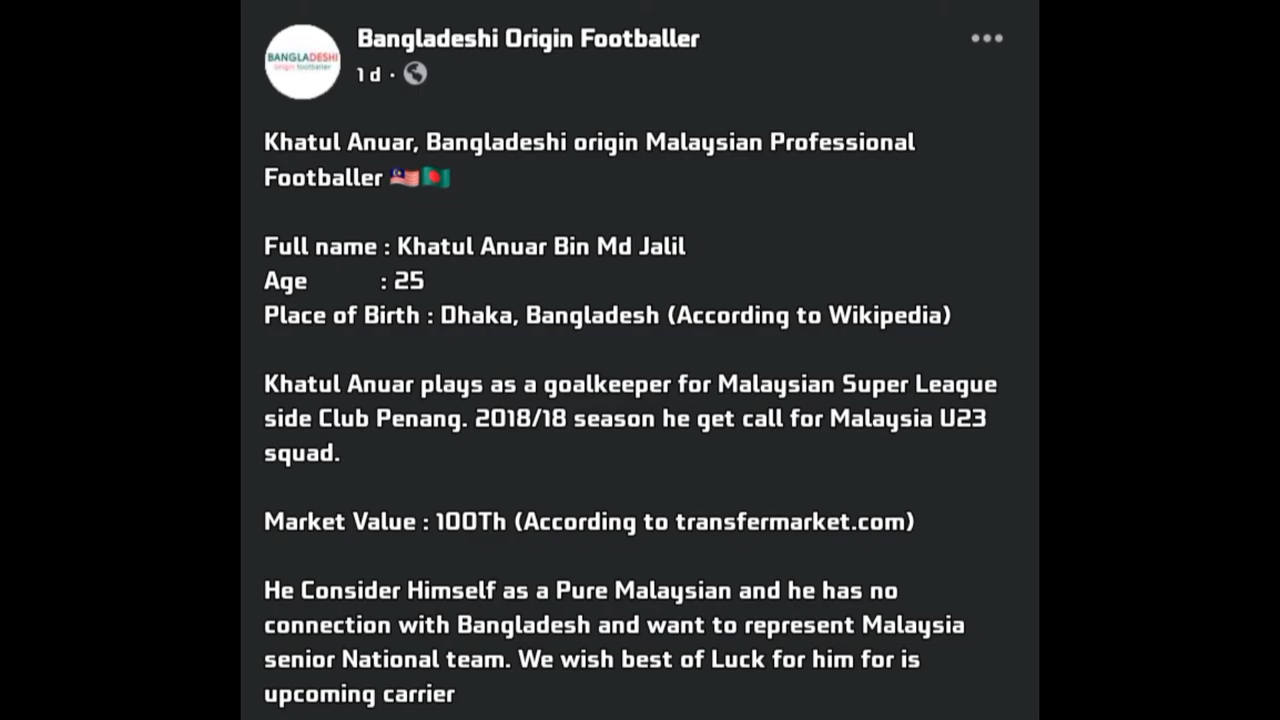 Bangladeshi Origin Footballer
BANGLADESHI
origin footballer
1 d ·
Khatul Anuar, Bangladeshi origin Malaysian Professional
Footballer 🇲🇾🇧🇩
Full name : Khatul Anuar Bin Md Jalil
Age : 25
Place of Birth : Dhaka, Bangladesh (According to Wikipedia)
Khatul Anuar plays as a goalkeeper for Malaysian Super League
side Club Penang. 2018/18 season he get call for Malaysia U23
squad.
Market Value : 100Th (According to transfermarket.com)
He Consider Himself as a Pure Malaysian and he has no
connection with Bangladesh and want to represent Malaysia
senior National team. We wish best of Luck for him for is
upcoming carrier